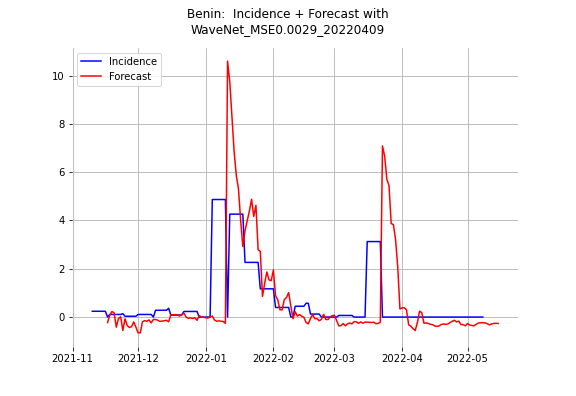 Benin:  Incidence + Forecast with
WaveNet_MSE0.0029_20220409
Incidence
Forecast
10
8
6
4
2
0
2021-11 2021-12 2022-01 2022-02 2022-03 2022-04 2022-05